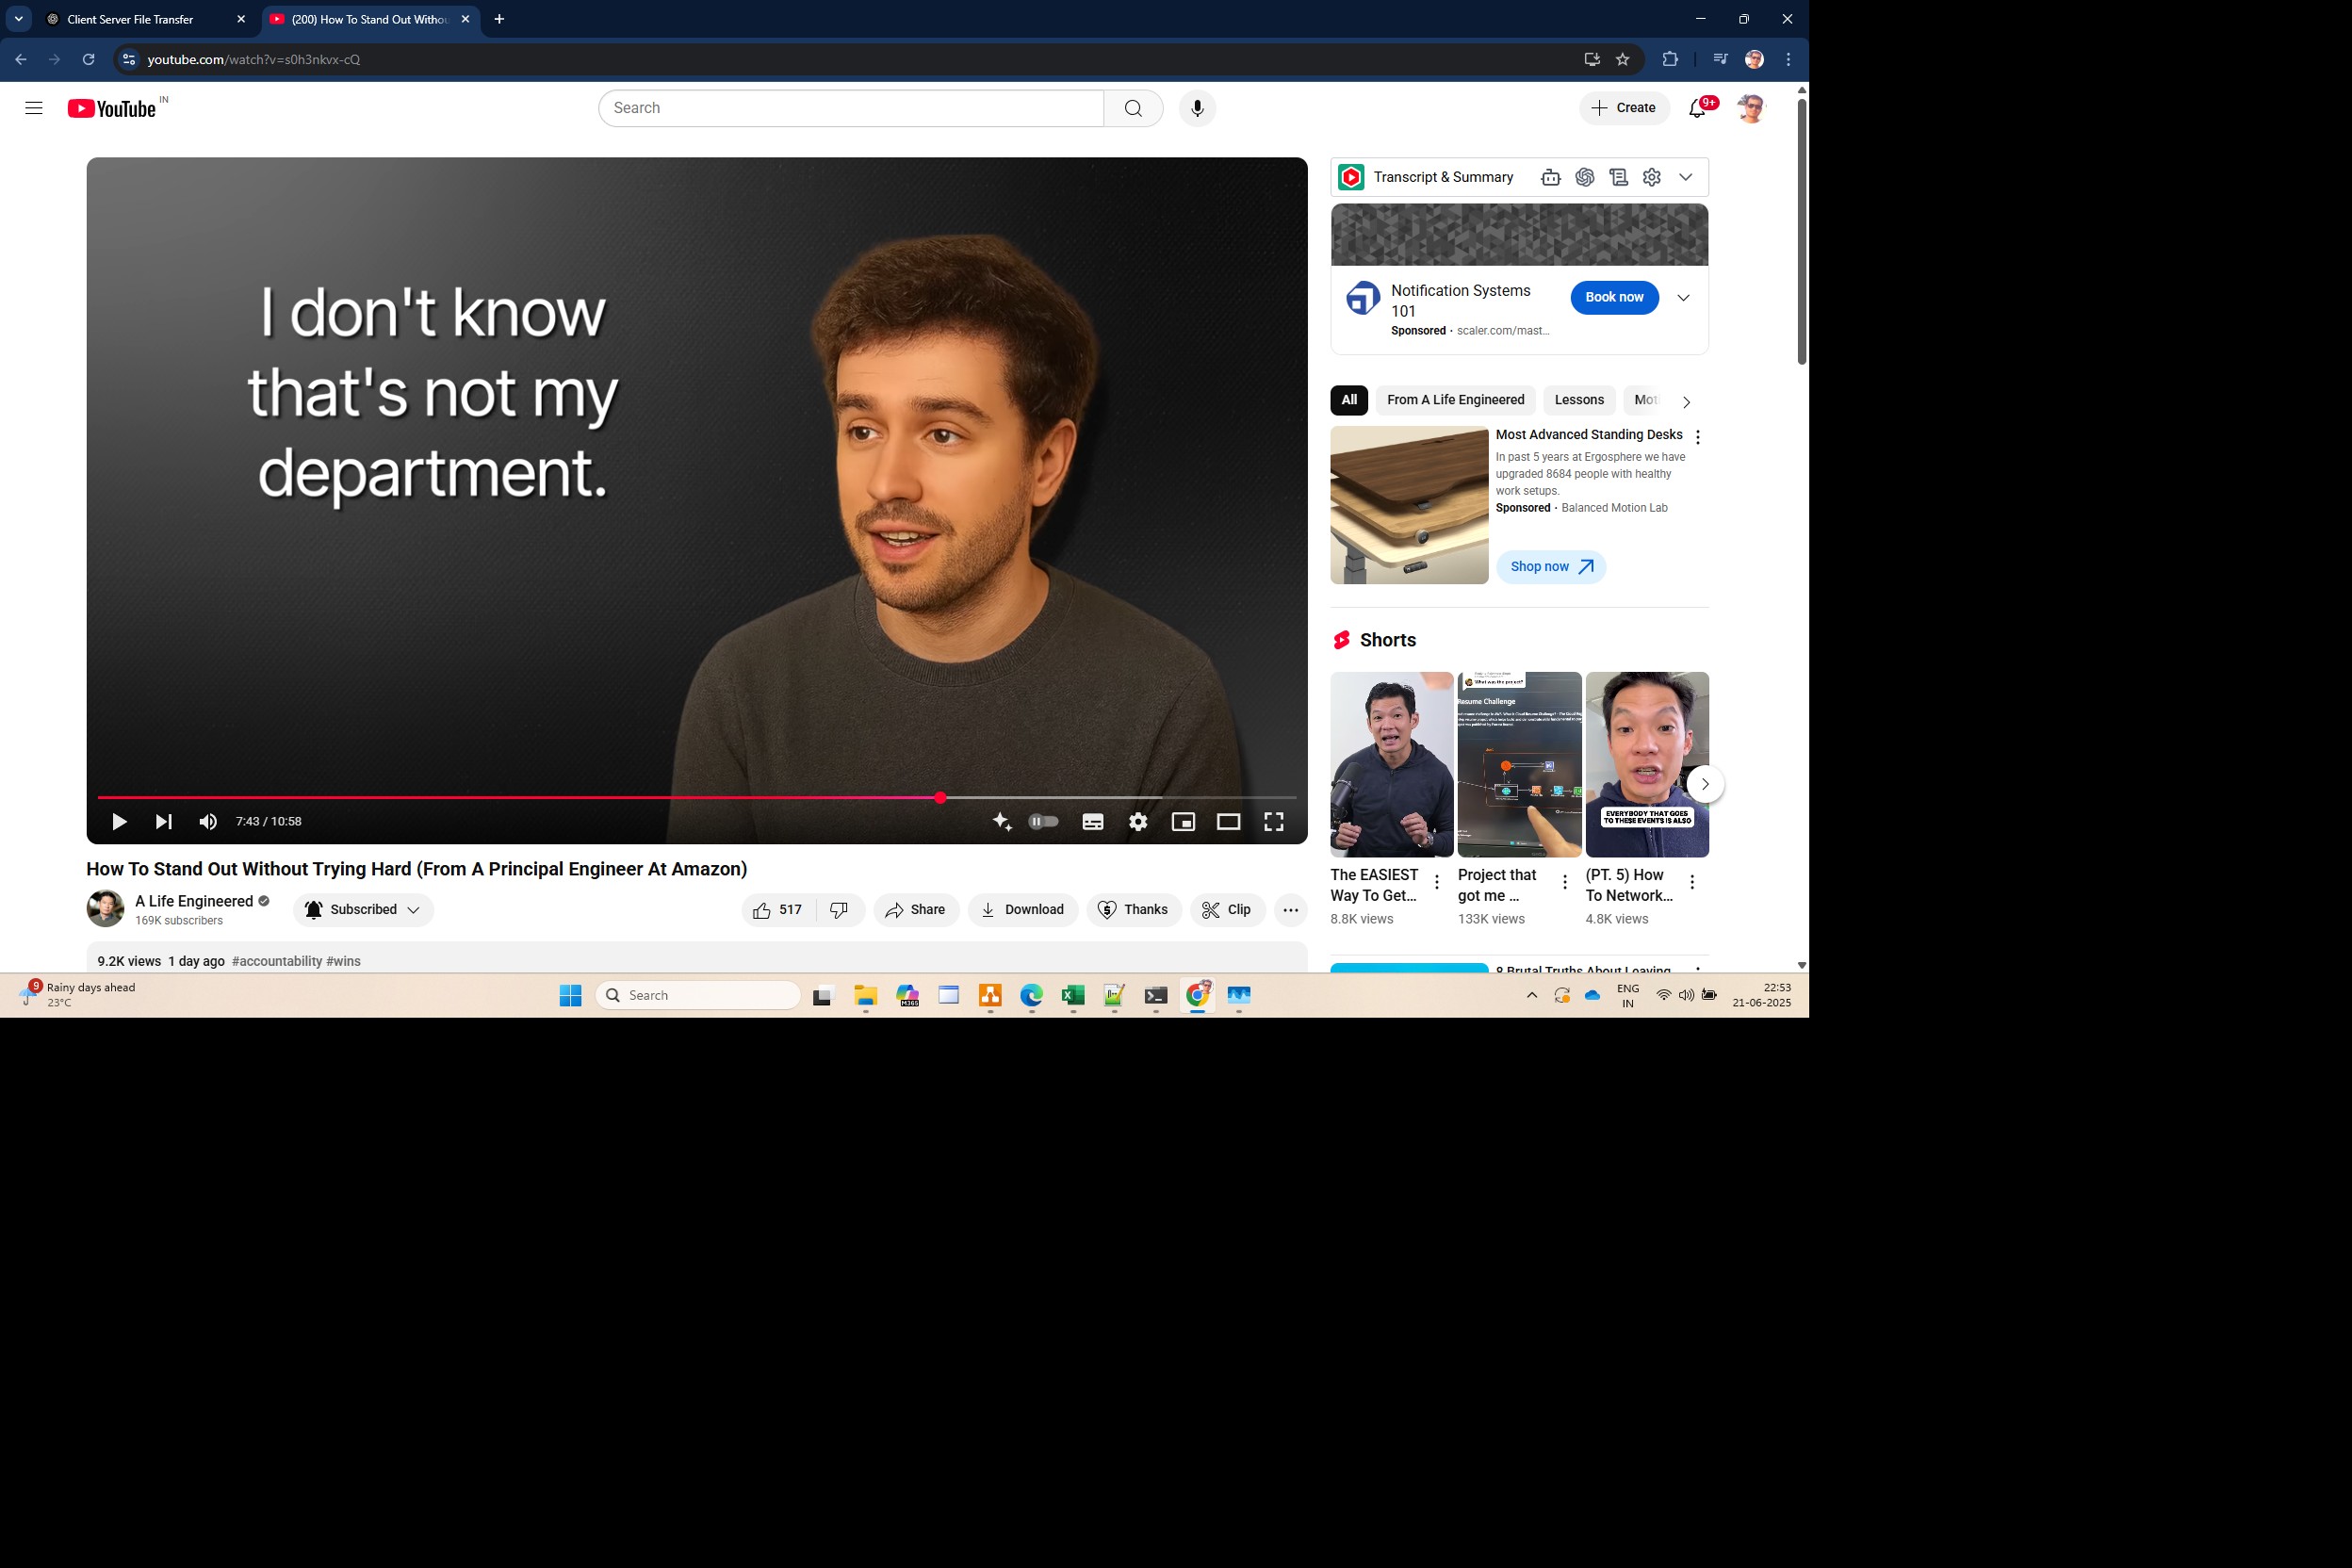 Client Server File Transfer
(200) How To Stand Out Withou
youtube.com/watch?v=s0h3nkvx-cQ
YouTube IN
Search
Create
9+
I don't know
that's not my
department.
7:43 / 10:58
How To Stand Out Without Trying Hard (From A Principal Engineer At Amazon)
A Life Engineered
169K subscribers
Subscribed
517
Share
Download
Thanks
Clip
9.2K views 1 day ago #accountability #wins
Transcript & Summary
Notification Systems
101
Book now
Sponsored · scaler.com/mast...
All
From A Life Engineered
Lessons
Mot
Most Advanced Standing Desks
In past 5 years at Ergosphere we have
upgraded 8684 people with healthy
work setups.
Sponsored · Balanced Motion Lab
Shop now
Shorts
What was the project?
Resume Challenge
EVERYBODY THAT GOES
TO THESE EVENTS IS ALSO
The EASIEST
Way To Get...
8.8K views
Project that
got me ...
133K views
(PT. 5) How
To Network...
4.8K views
8 Brutal Truths About Leaving
9
Rainy days ahead
23°C
Search
M365
ENG
IN
22:53
21-06-2025